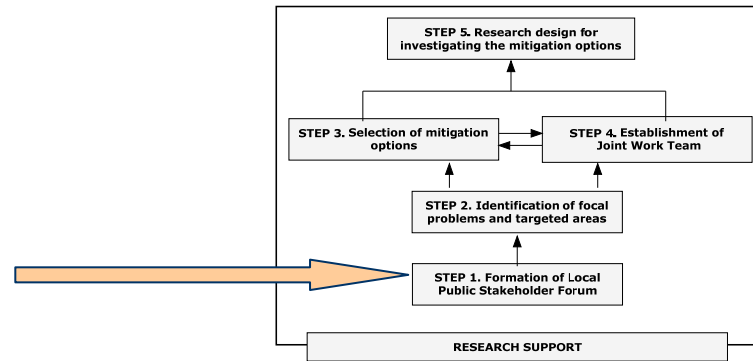 STEP 5. Research design for
investigating the mitigation options
STEP 3. Selection of mitigation
options
STEP 4. Establishment of
Joint Work Team
STEP 2. Identification of focal
problems and targeted areas
STEP 1. Formation of Local
Public Stakeholder Forum
RESEARCH SUPPORT